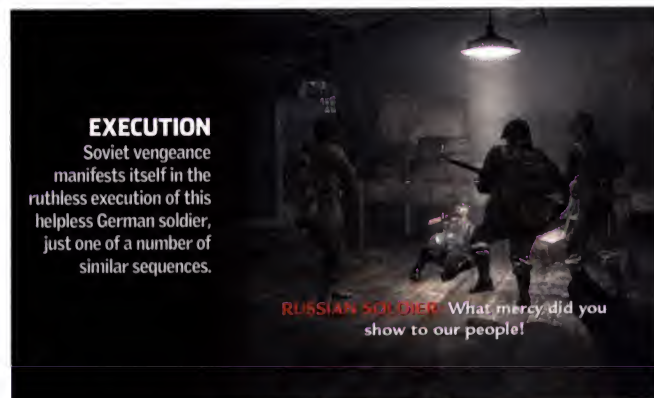 EXECUTION
Soviet vengeance
manifests itself in the
ruthless execution of this
helpless German soldier,
just one of a number of
similar sequences.
RUSSIAN SOLDIER: What mercy did you
show to our people!